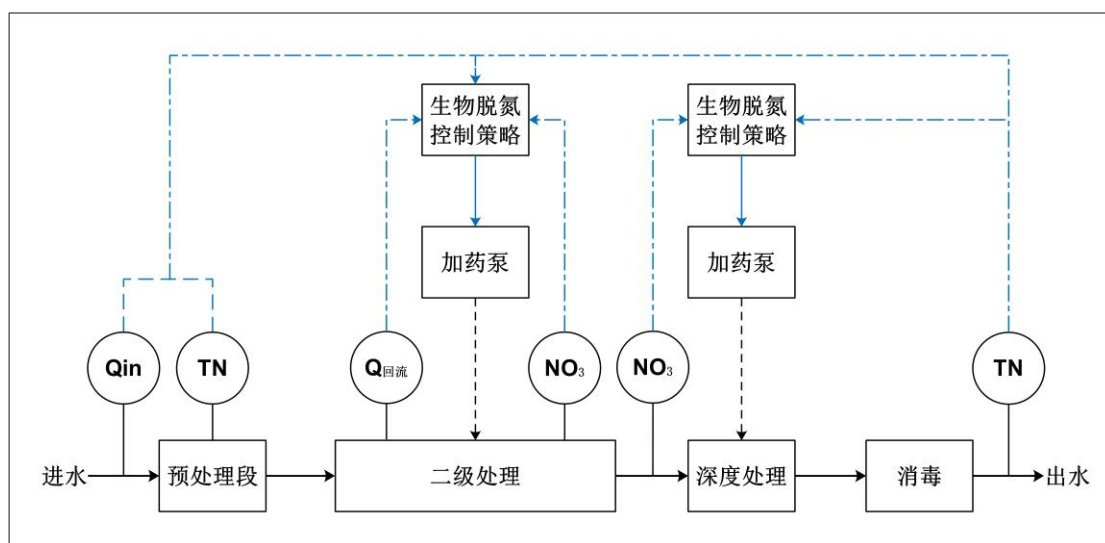 生物脱氮
控制策略
生物脱氮
控制策略
加药泵
加药泵
Qin
TN
Q回流
NO₃
NO₃
TN
进水
预处理段
二级处理
深度处理
消毒
出水